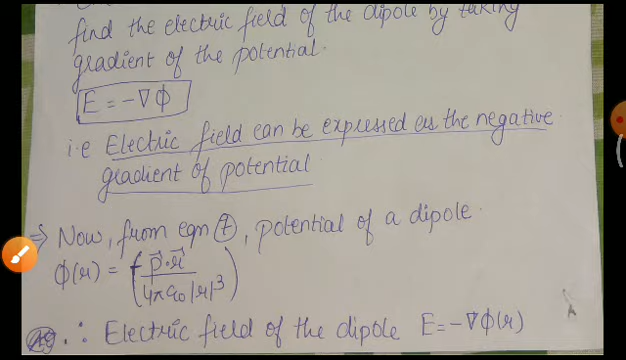 find the electric field of the dipole by taking
gradient of the potential.
E = -∇Φ
i.e Electric field can be expressed as the negative
gradient of potential
⇒ Now, from eqn ⑦, potential of a dipole.
Φ(r) = (p⃗·r⃗ / 4πε₀|r|³)
∴ Electric field of the dipole E = -∇Φ(r)